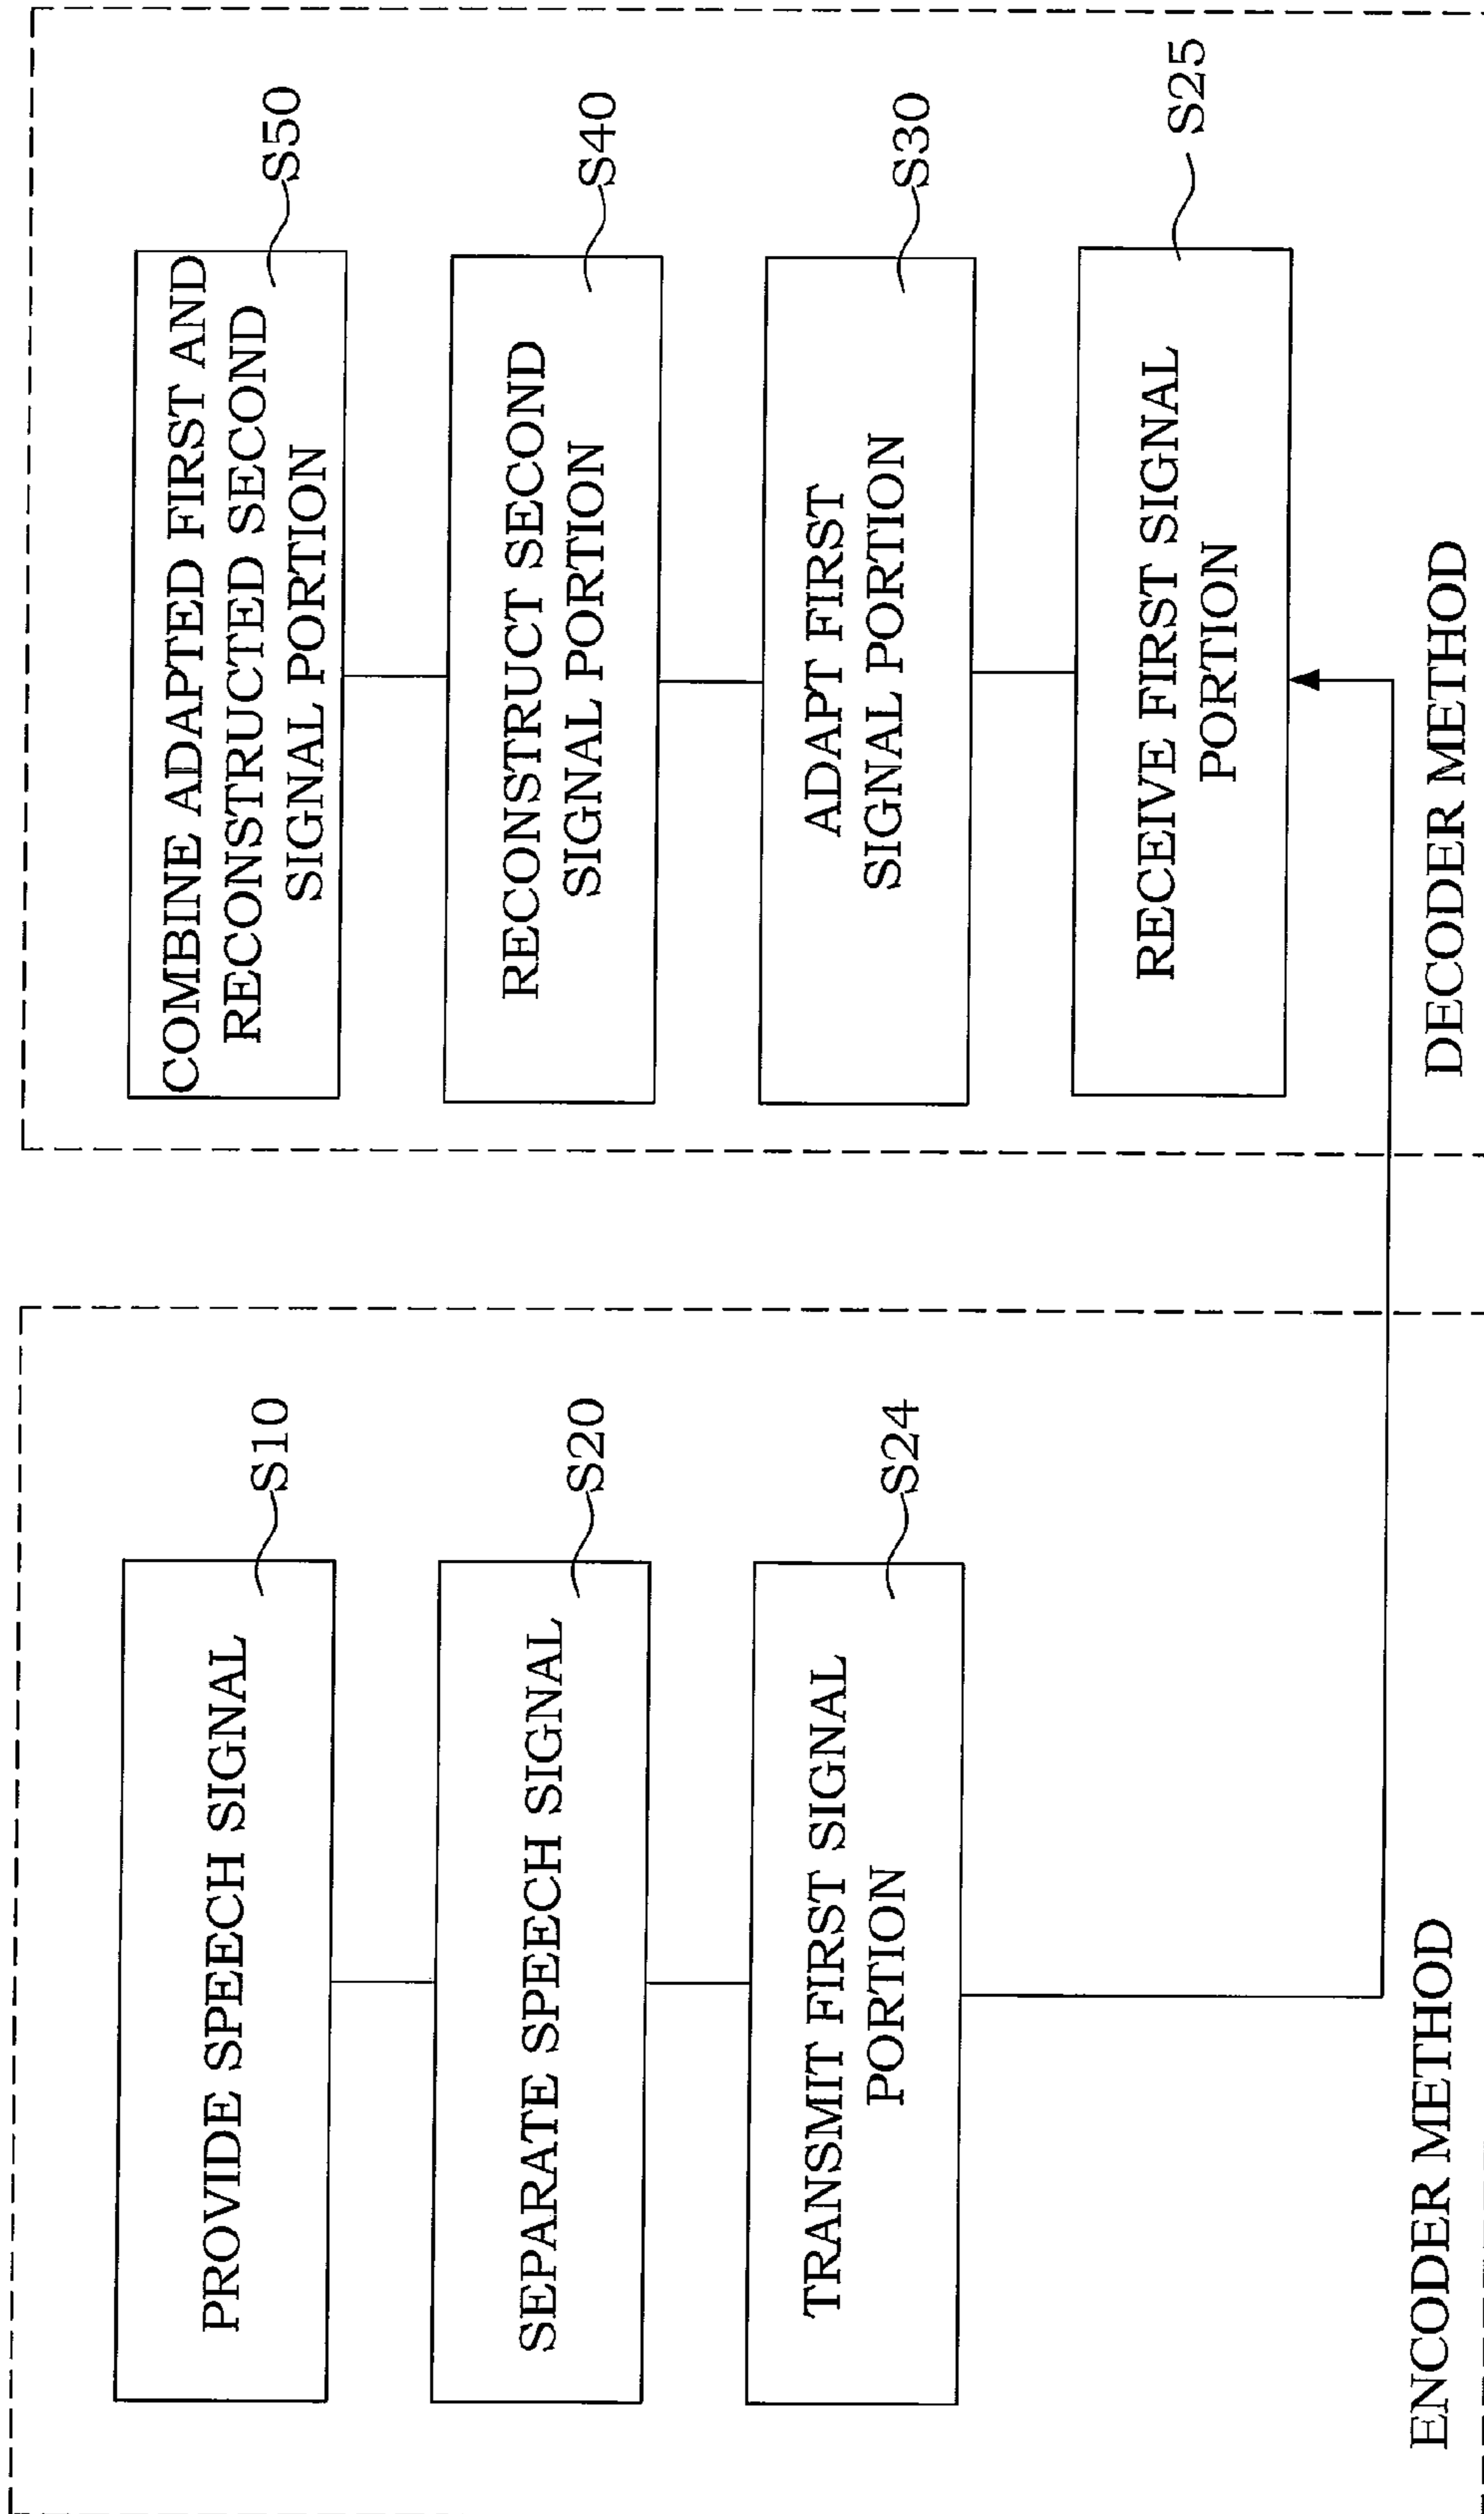 PROVIDE SPEECH SIGNAL
S10
SEPARATE SPEECH SIGNAL
S20
TRANSMIT FIRST SIGNAL
PORTION
S24
ENCODER METHOD
COMBINE ADAPTED FIRST AND
RECONSTRUCTED SECOND
SIGNAL PORTION
S50
RECONSTRUCT SECOND
SIGNAL PORTION
S40
ADAPT FIRST
SIGNAL PORTION
S30
RECEIVE FIRST SIGNAL
PORTION
S25
DECODER METHOD